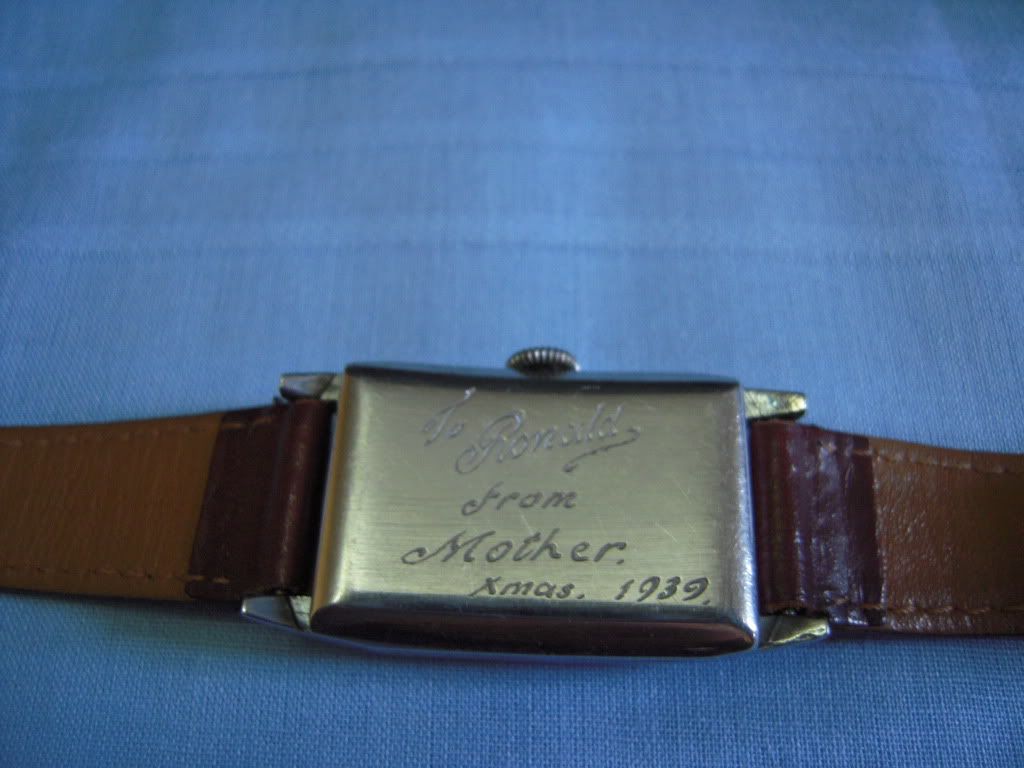 To Ronald.
from
Mother.
Xmas. 1939.